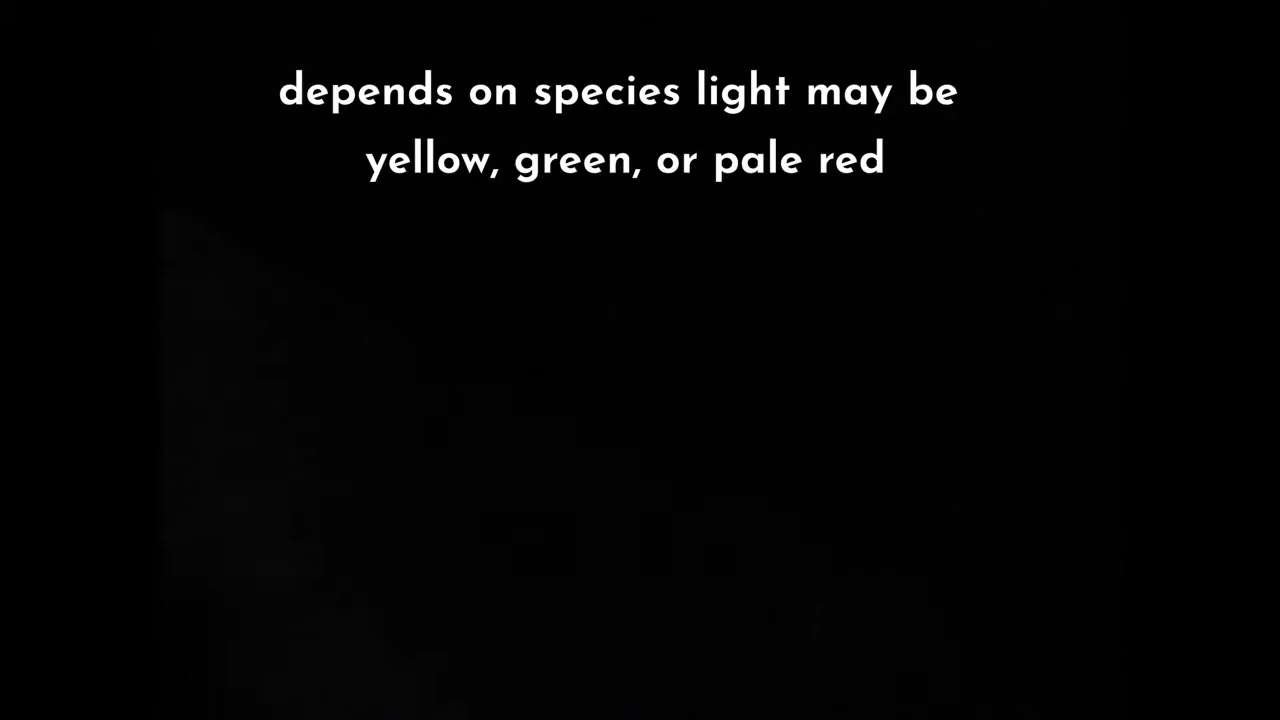 depends on species light may be
yellow, green, or pale red